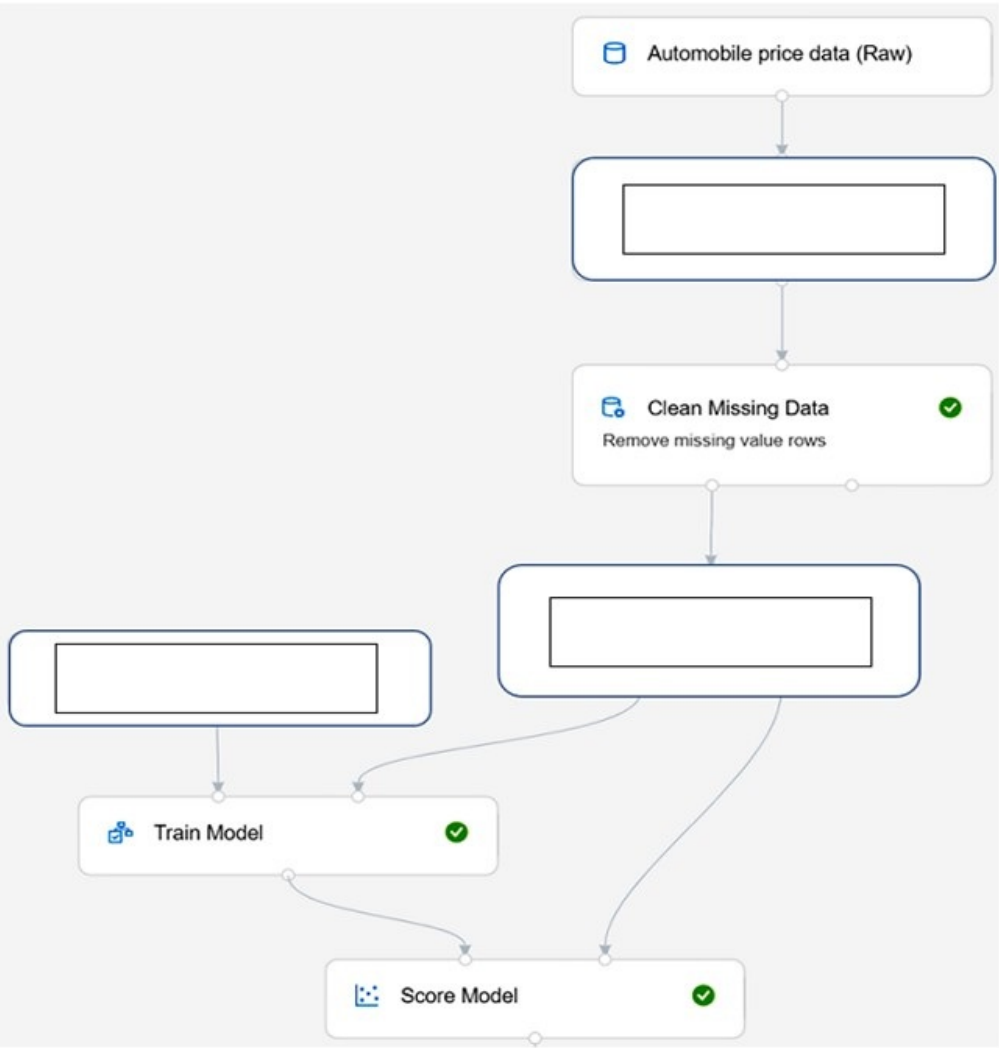 Automobile price data (Raw)
Clean Missing Data
Remove missing value rows
Train Model
Score Model